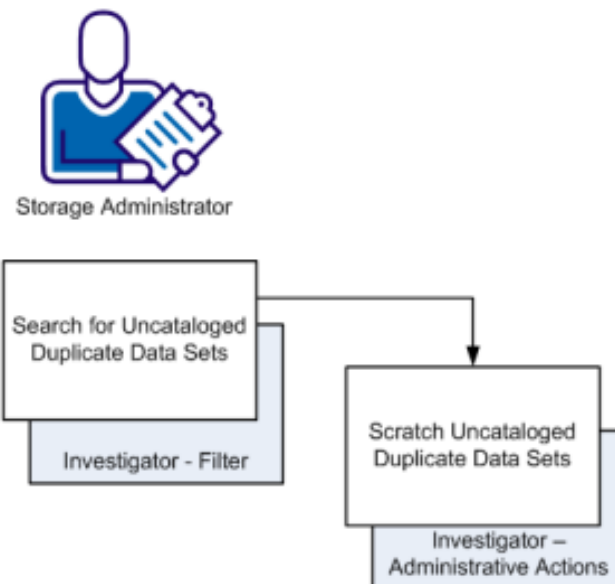 Storage Administrator
Search for Uncataloged
Duplicate Data Sets
Investigator - Filter
Scratch Uncataloged
Duplicate Data Sets
Investigator –
Administrative Actions